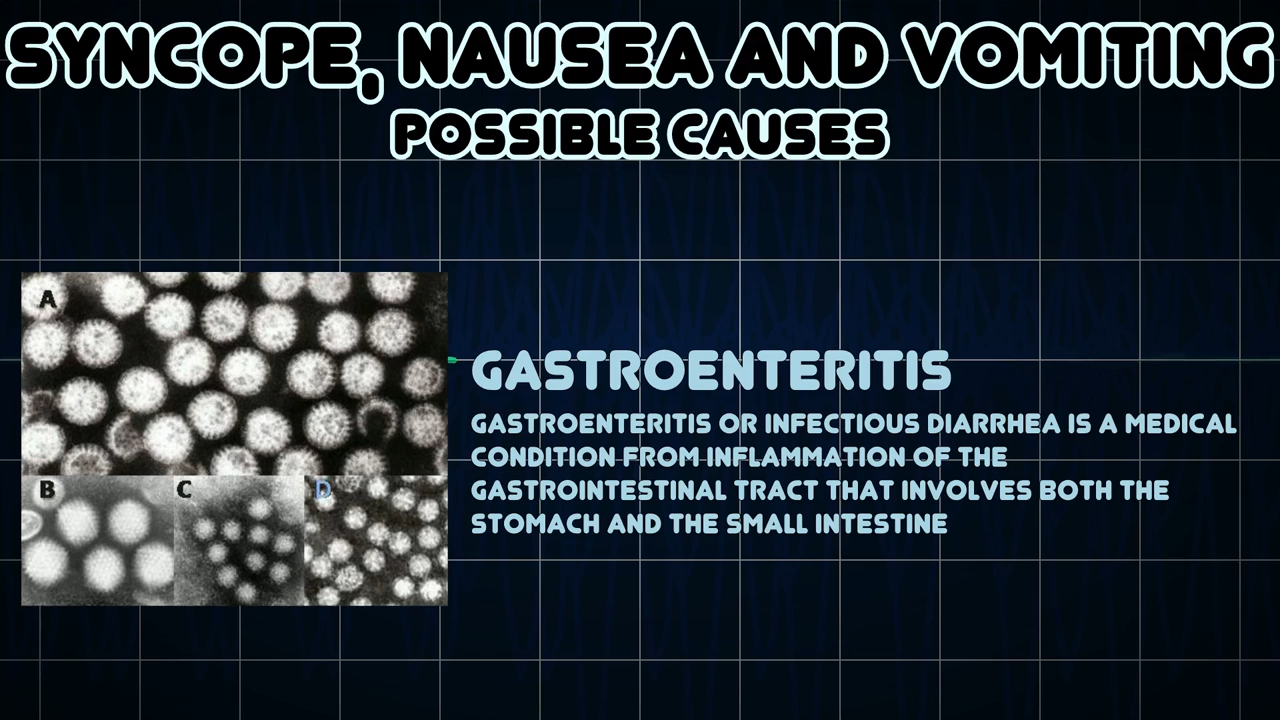 SYNCOPE, NAUSEA AND VOMITING
POSSIBLE CAUSES
A
B
C
D
GASTROENTERITIS
GASTROENTERITIS OR INFECTIOUS DIARRHEA IS A MEDICAL
CONDITION FROM INFLAMMATION OF THE
GASTROINTESTINAL TRACT THAT INVOLVES BOTH THE
STOMACH AND THE SMALL INTESTINE